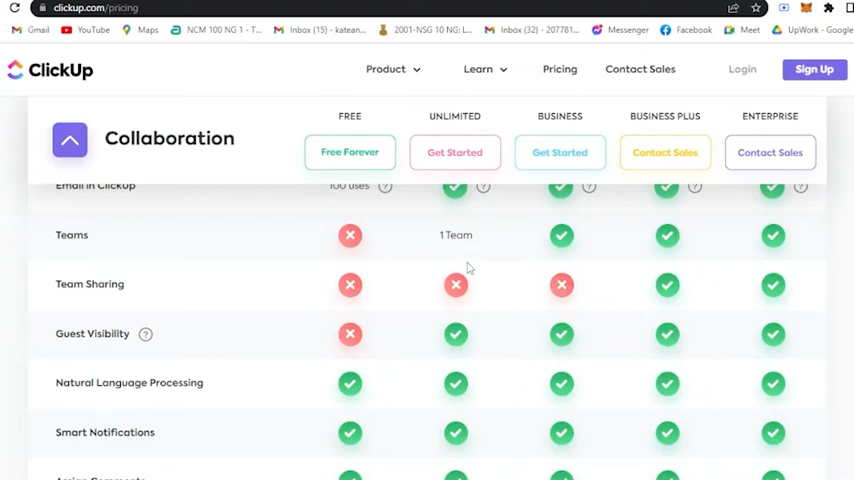 clickup.com/pricing
Gmail YouTube Maps NCM 100 NG 1 - T... Inbox (15) - katean... 2001-NSG 10 NG: L... Inbox (32) - 207781... Messenger Facebook Meet UpWork - Google
ClickUp Product Learn Pricing Contact Sales Login Sign Up
FREE UNLIMITED BUSINESS BUSINESS PLUS ENTERPRISE
Collaboration Free Forever Get Started Get Started Contact Sales Contact Sales
Email in ClickUp 100 uses ? ? ? ? ?
Teams 1 Team
Team Sharing
Guest Visibility ?
Natural Language Processing
Smart Notifications
Assign Comments